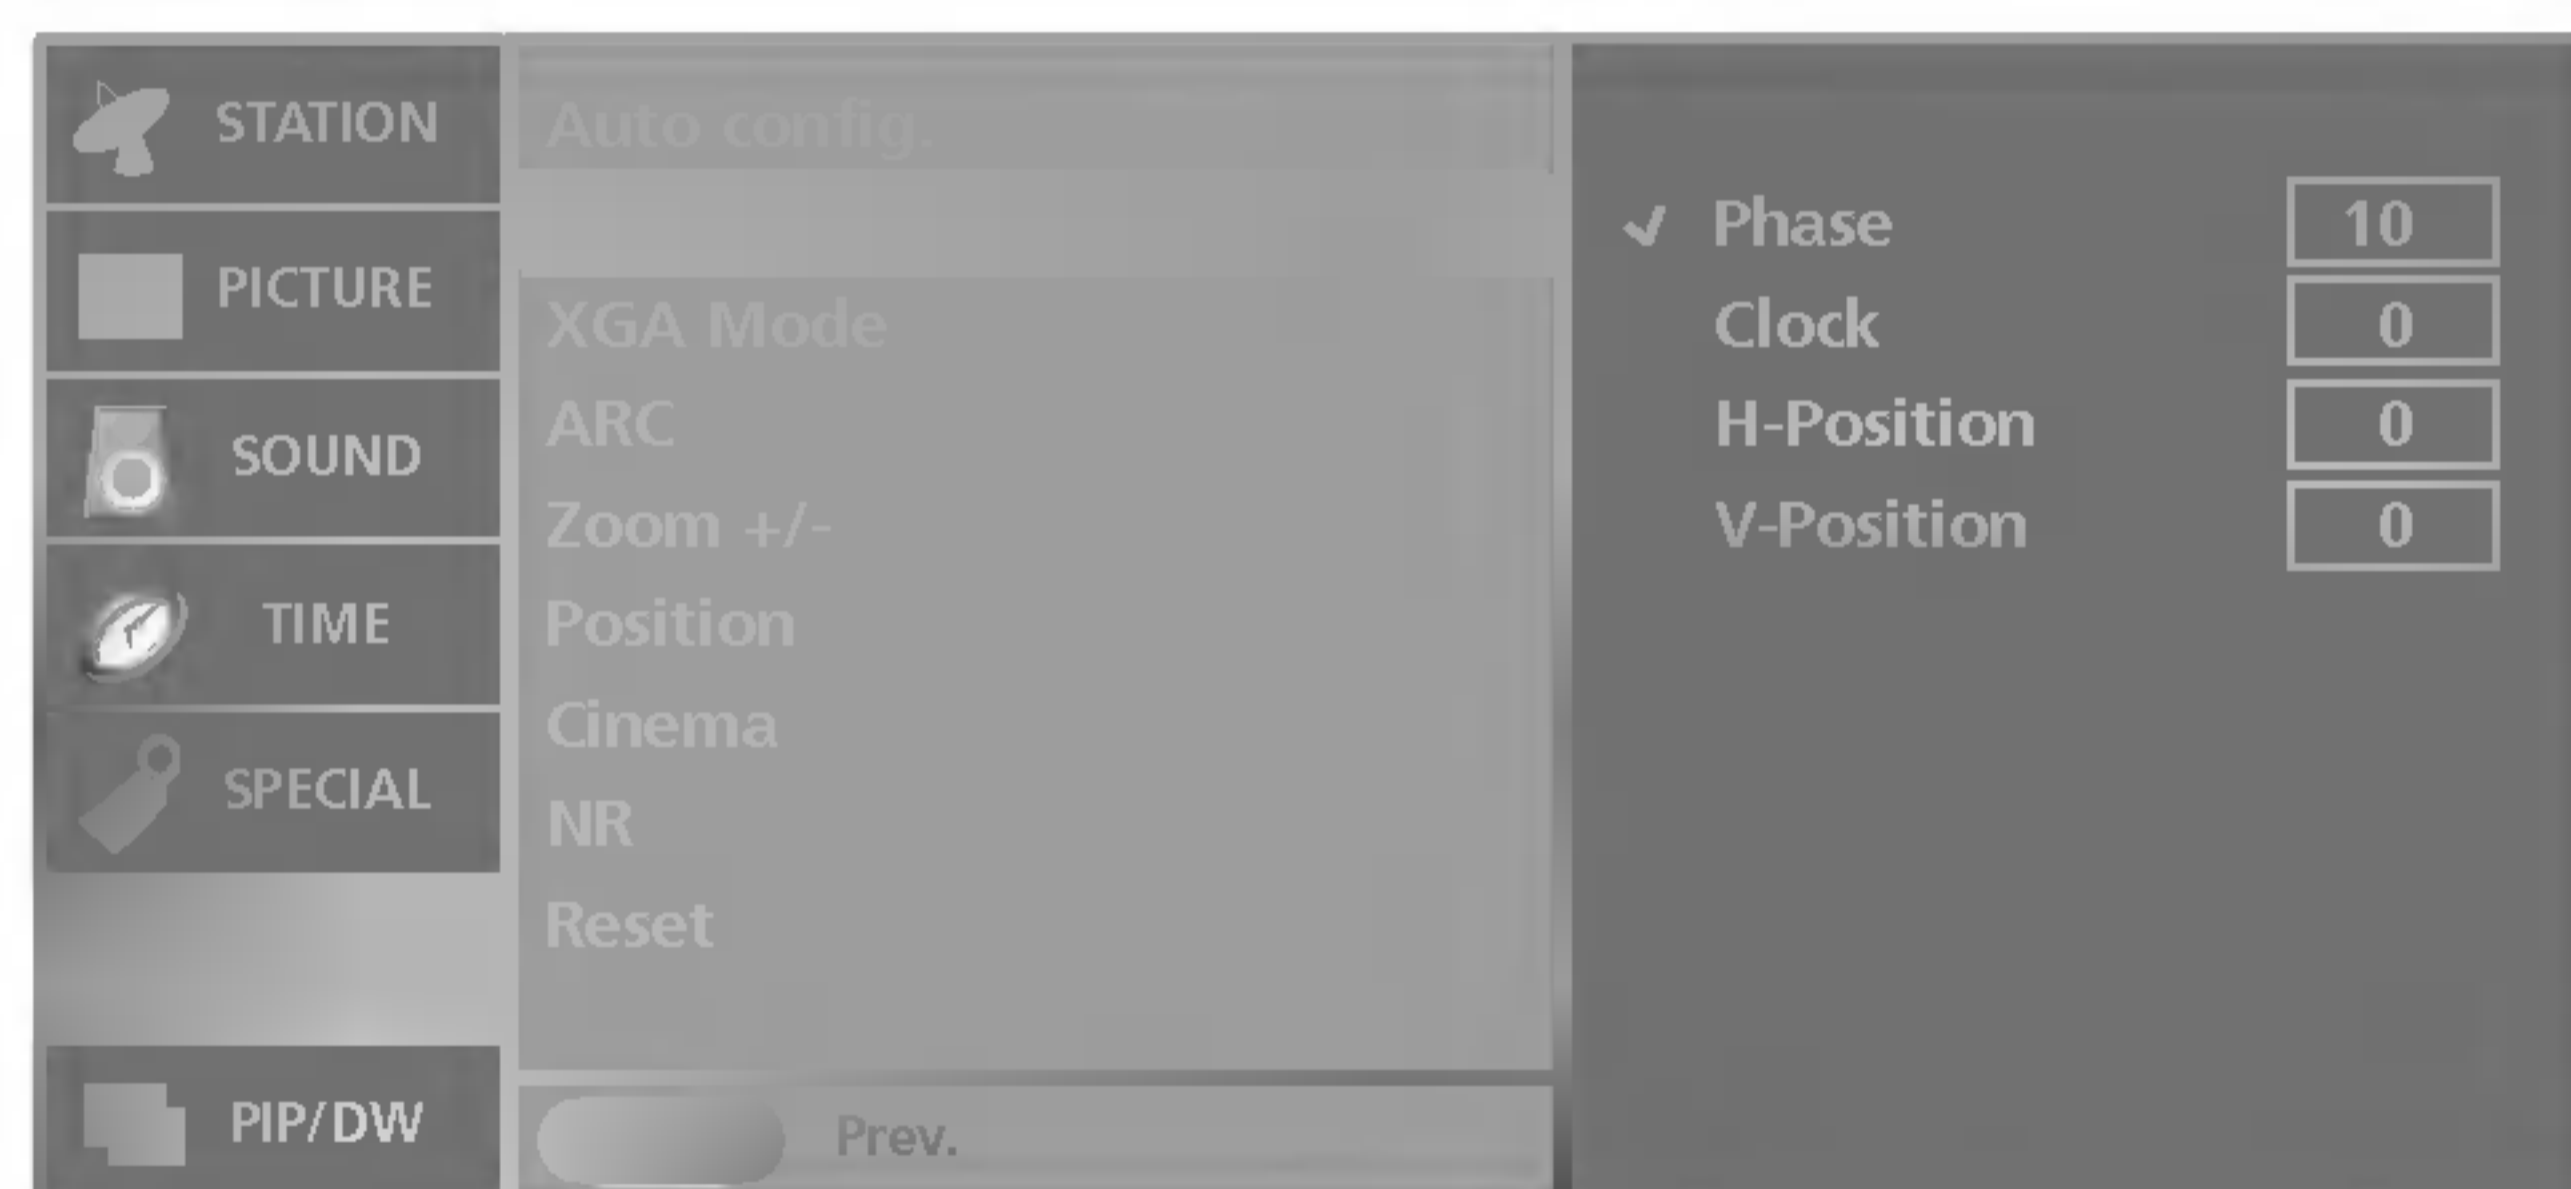 STATION
PICTURE
SOUND
TIME
SPECIAL
PIP/DW
Auto config.
XGA Mode
ARC
Zoom +/-
Position
Cinema
NR
Reset
Prev.
Phase 10
Clock 0
H-Position 0
V-Position 0